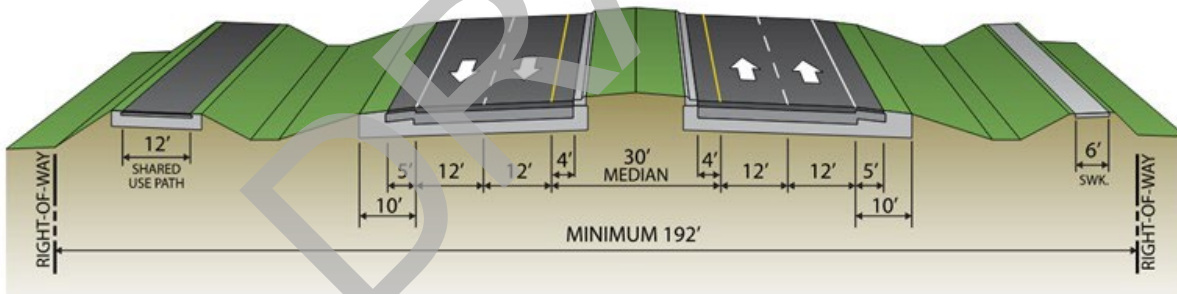 12'
SHARED
USE PATH
5'
12'
12'
4'
30'
MEDIAN
4'
12'
12'
5'
6'
SWK.
10'
10'
RIGHT-OF-WAY
MINIMUM 192'
RIGHT-OF-WAY